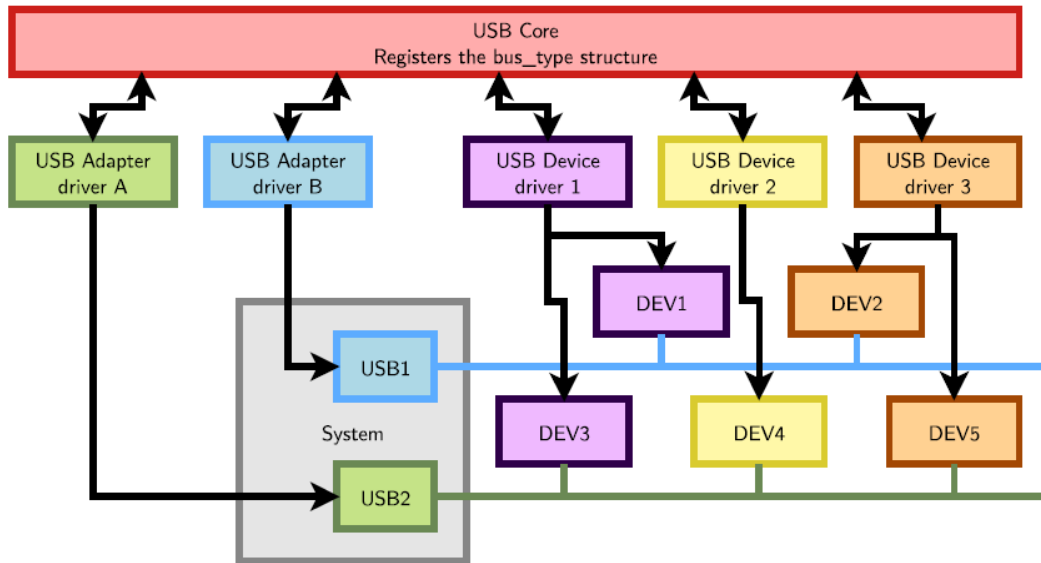 USB Core
Registers the bus_type structure
USB Adapter
driver A
USB Adapter
driver B
USB Device
driver 1
USB Device
driver 2
USB Device
driver 3
DEV1
DEV2
USB1
System
DEV3
DEV4
DEV5
USB2